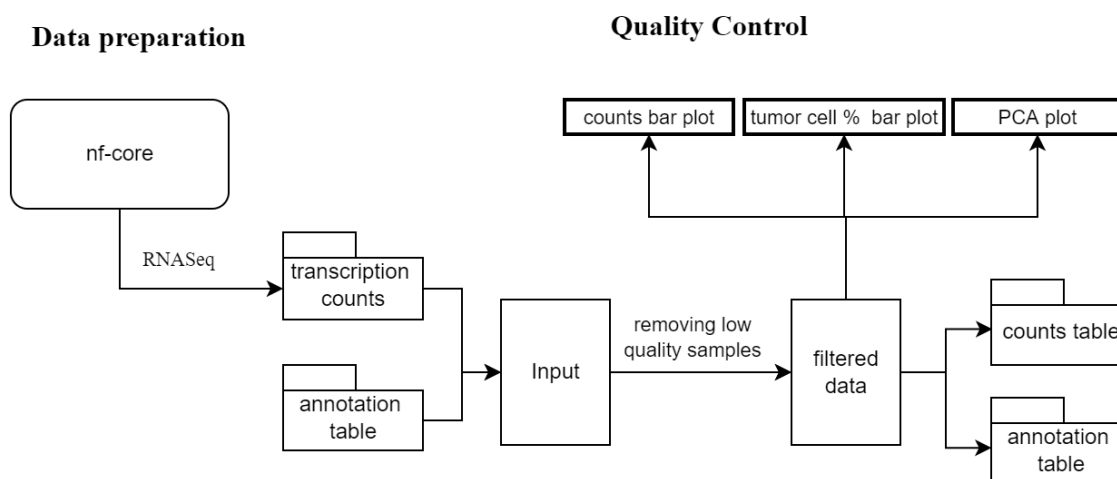 Data preparation
Quality Control
counts bar plot
tumor cell % bar plot
PCA plot
nf-core
RNASeq
transcription
counts
annotation
table
Input
removing low
quality samples
filtered
data
counts table
annotation
table